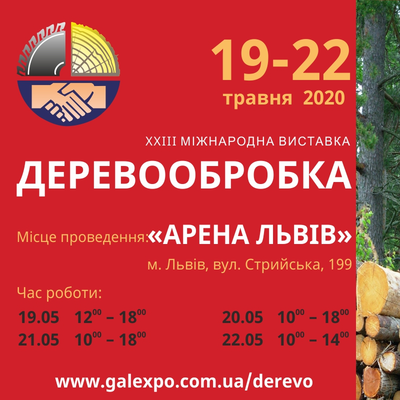 19-22
травня 2020
XXIII МІЖНАРОДНА ВИСТАВКА
ДЕРЕВООБРОБКА
Місце проведення: «АРЕНА ЛЬВІВ»
м. Львів, вул. Стрийська, 199
Час роботи:
19.05 12⁰⁰ – 18⁰⁰ 20.05 10⁰⁰ – 18⁰⁰
21.05 10⁰⁰ – 18⁰⁰ 22.05 10⁰⁰ – 14⁰⁰
www.galexpo.com.ua/derevo